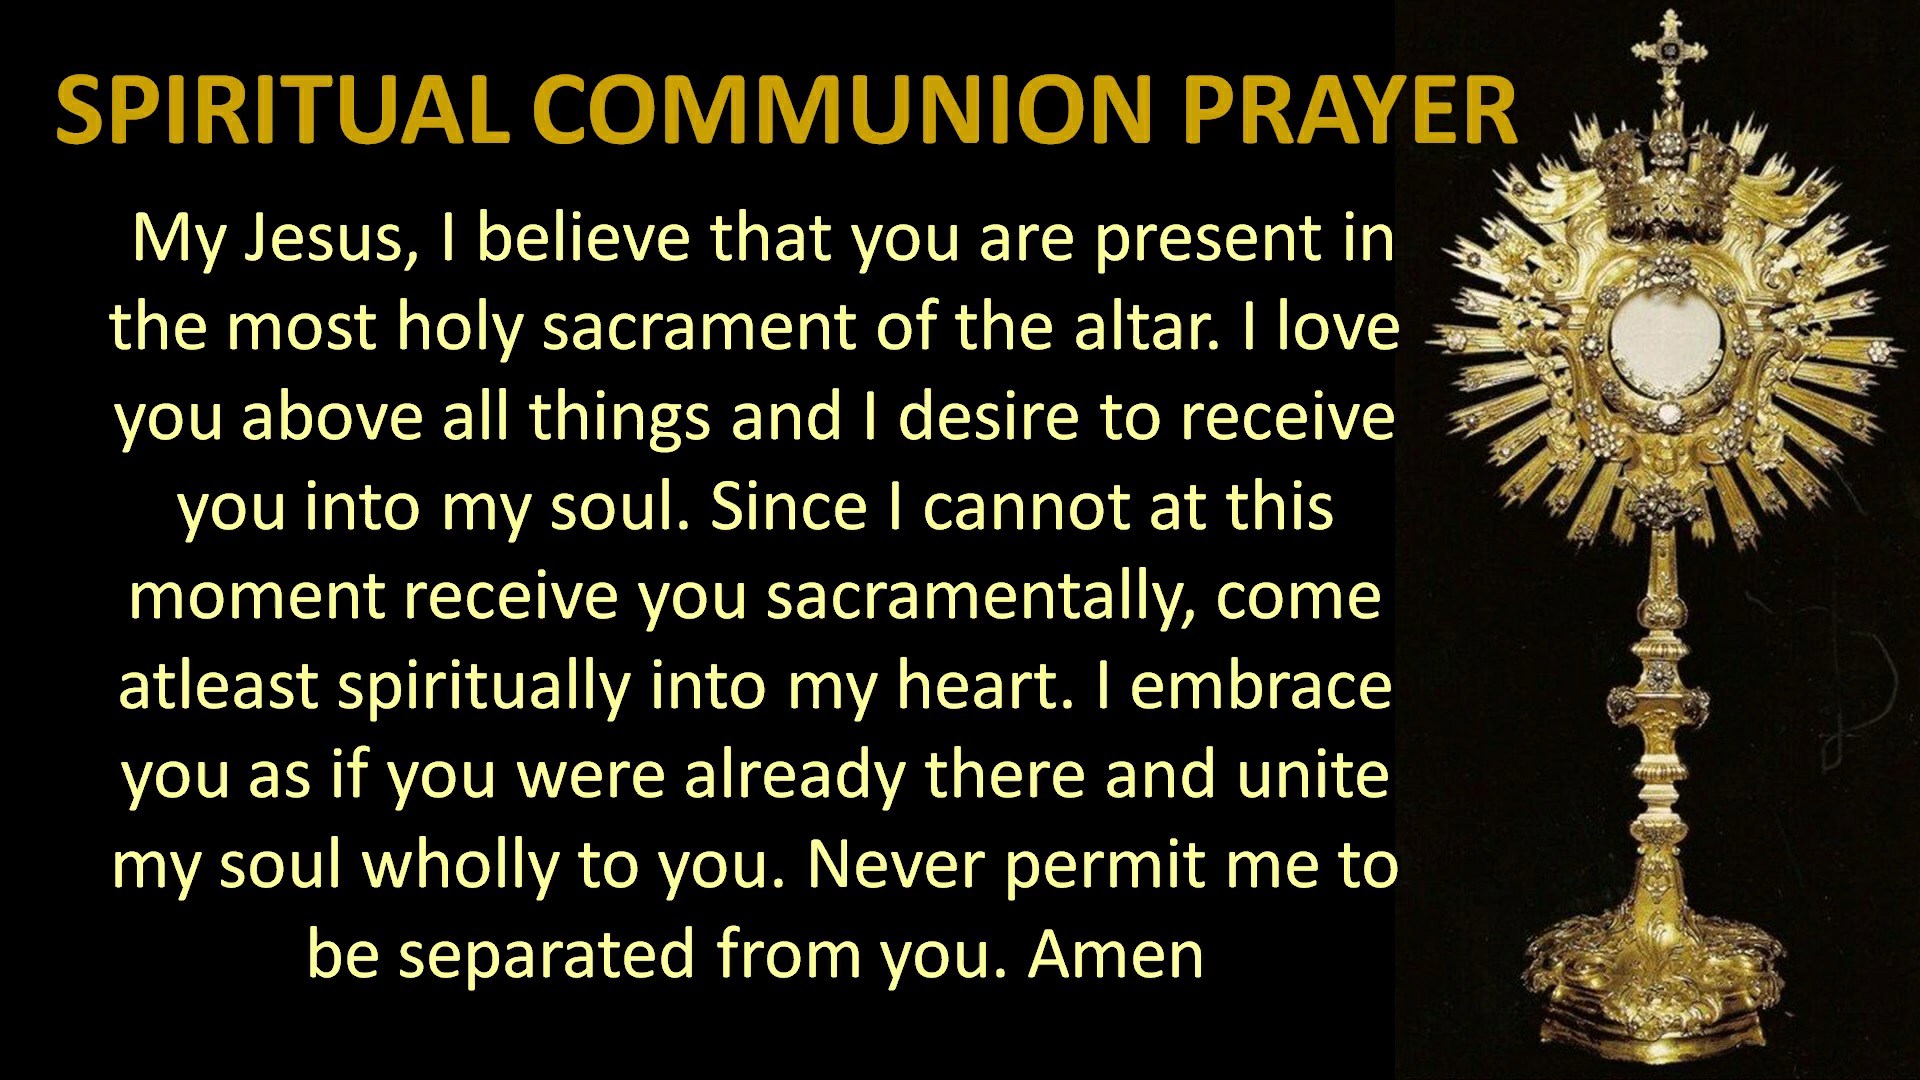 SPIRITUAL COMMUNION PRAYER
My Jesus, I believe that you are present in
the most holy sacrament of the altar. I love
you above all things and I desire to receive
you into my soul. Since I cannot at this
moment receive you sacramentally, come
atleast spiritually into my heart. I embrace
you as if you were already there and unite
my soul wholly to you. Never permit me to
be separated from you. Amen